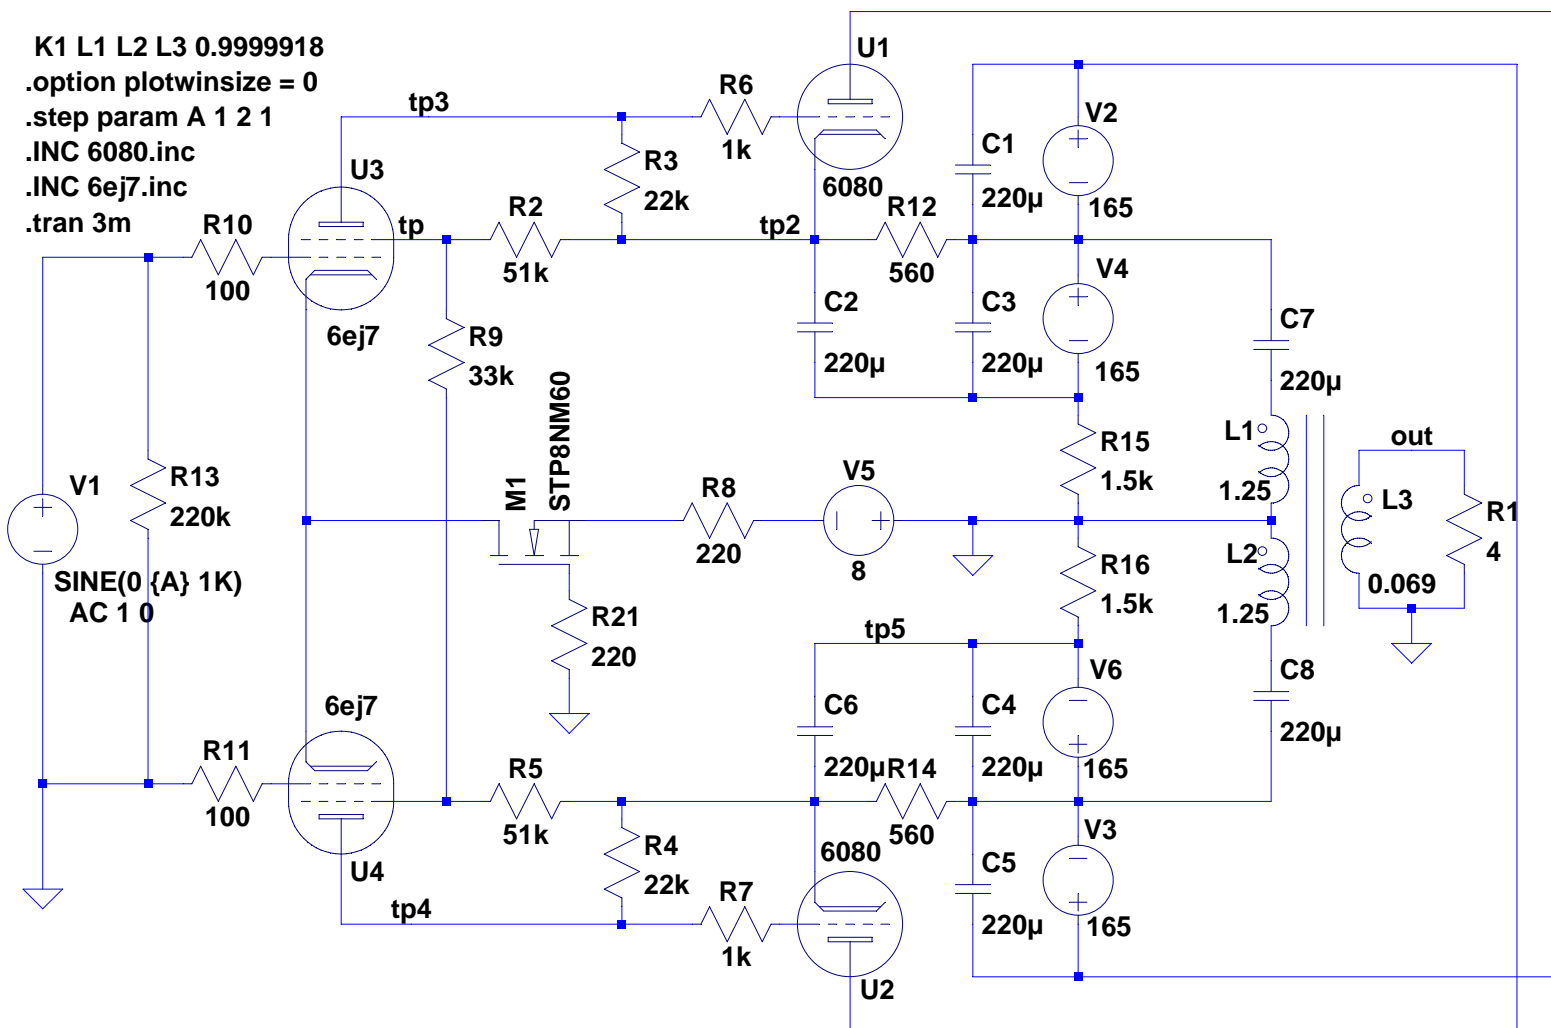 K1 L1 L2 L3 0.9999918
.option plotwinsize = 0
.step param A 1 2 1
.INC 6080.inc
.INC 6ej7.inc
.tran 3m
U1
tp3
R6
1k
V2
C1
220µ
165
U3
R3
22k
6080
R10
100
tp
R2
51k
tp2
R12
560
V4
C2
220µ
C3
220µ
165
C7
220µ
6ej7
R9
33k
STP8NM60
M1
R15
1.5k
L1
1.25
out
V1
R13
220k
R8
220
V5
8
L3
R1
4
L2
1.25
0.069
SINE(0 {A} 1K)
AC 1 0
R16
1.5k
R21
220
tp5
V6
C8
220µ
6ej7
C6
220µ
C4
220µ
165
R11
100
R5
51k
R14
560
V3
6080
U4
R4
22k
C5
220µ
165
tp4
R7
1k
U2